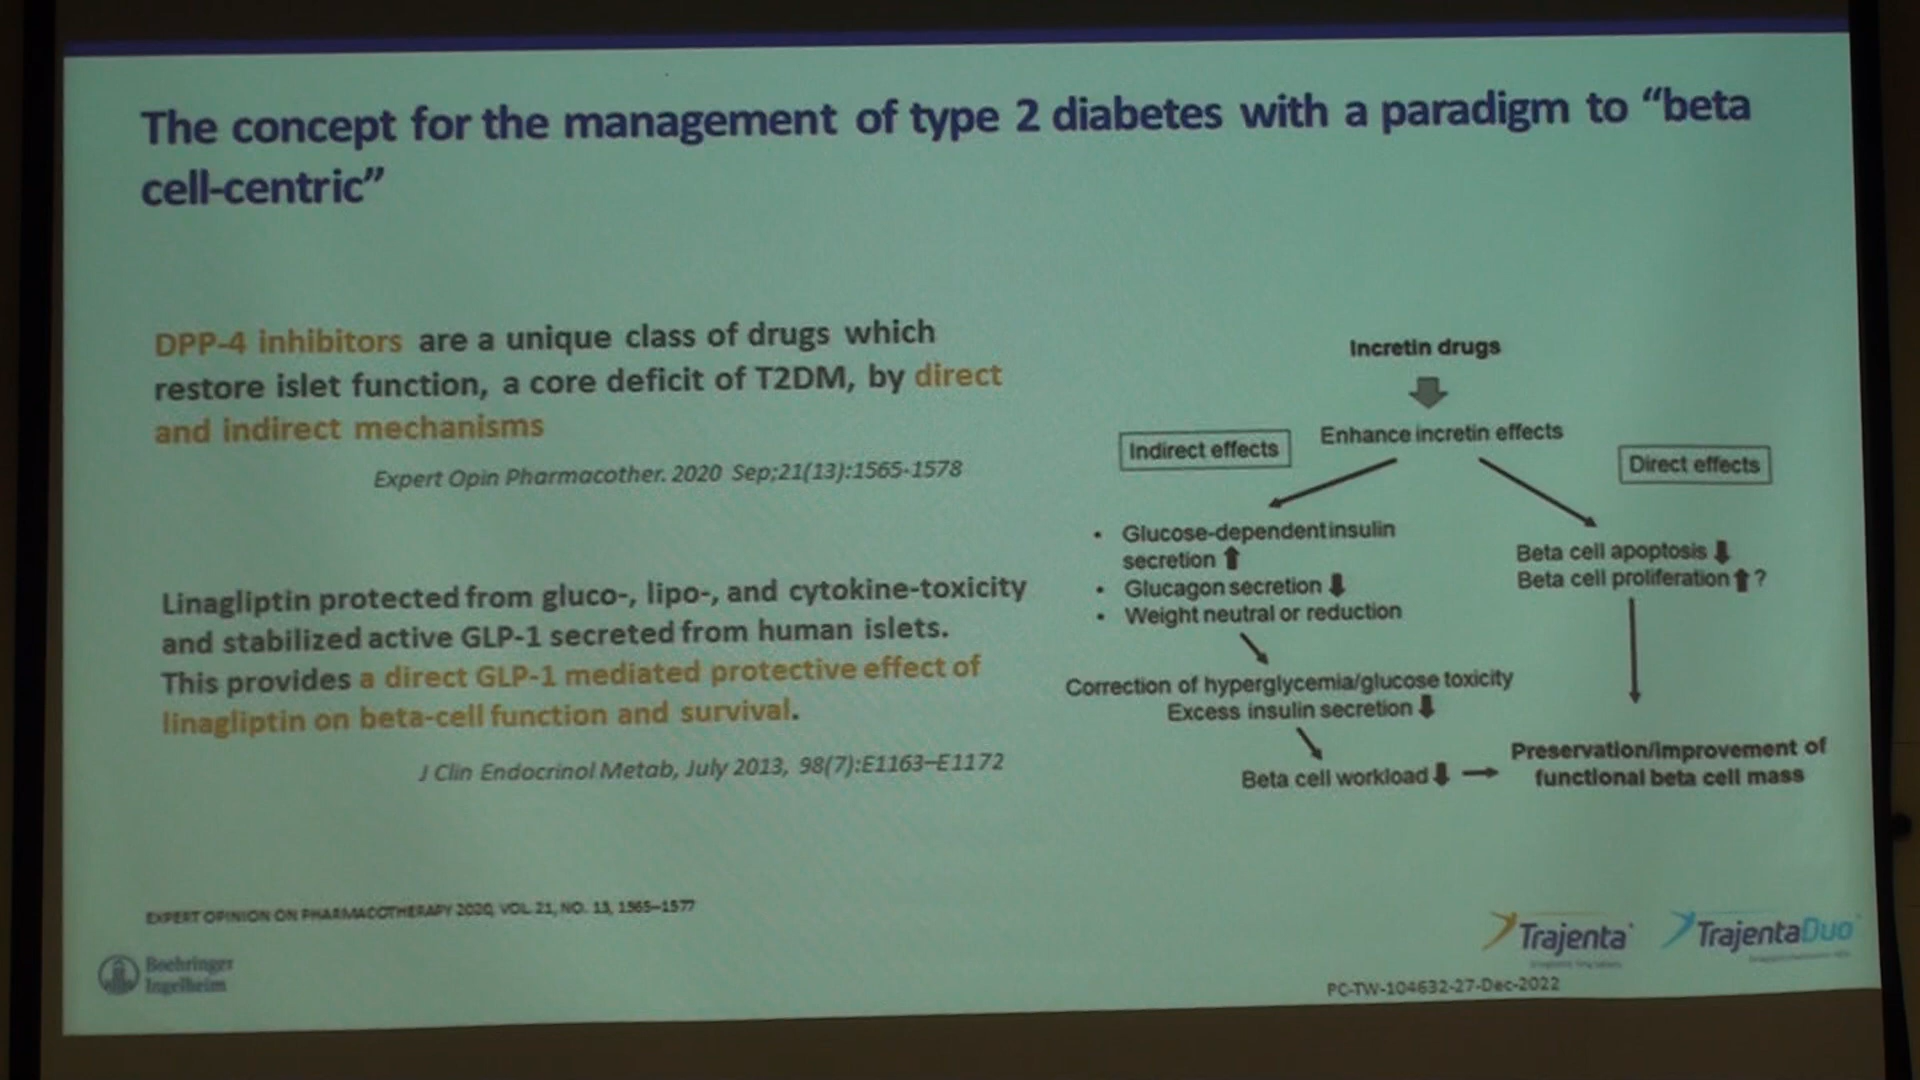 The concept for the management of type 2 diabetes with a paradigm to “beta
cell-centric”
DPP-4 inhibitors are a unique class of drugs which
restore islet function, a core deficit of T2DM, by direct
and indirect mechanisms
Expert Opin Pharmacother. 2020 Sep;21(13):1565-1578
Linagliptin protected from gluco-, lipo-, and cytokine-toxicity
and stabilized active GLP-1 secreted from human islets.
This provides a direct GLP-1 mediated protective effect of
linagliptin on beta-cell function and survival.
J Clin Endocrinol Metab, July 2013, 98(7):E1163–E1172
Incretin drugs
Enhance incretin effects
Indirect effects
Direct effects
• Glucose-dependent insulin
secretion ⬆
• Glucagon secretion ⬇
• Weight neutral or reduction
Beta cell apoptosis ⬇
Beta cell proliferation ⬆ ?
Correction of hyperglycemia/glucose toxicity
Excess insulin secretion ⬇
Beta cell workload ⬇
Preservation/improvement of
functional beta cell mass
EXPERT OPINION ON PHARMACOTHERAPY 2020, VOL. 21, NO. 13, 1565–1577
Boehringer
Ingelheim
Trajenta
TrajentaDuo
PC-TW-104632-27-Dec-2022